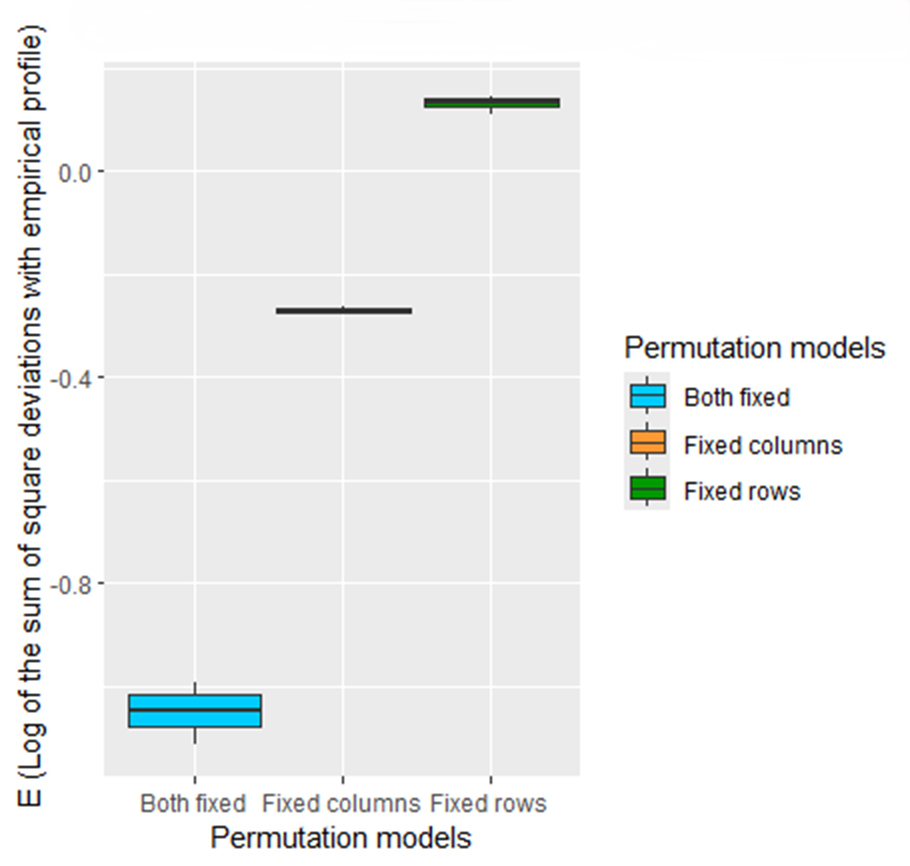 E (Log of the sum of square deviations with empirical profile)
0.0
-0.4
-0.8
Both fixed Fixed columns Fixed rows
Permutation models
Permutation models
Both fixed
Fixed columns
Fixed rows